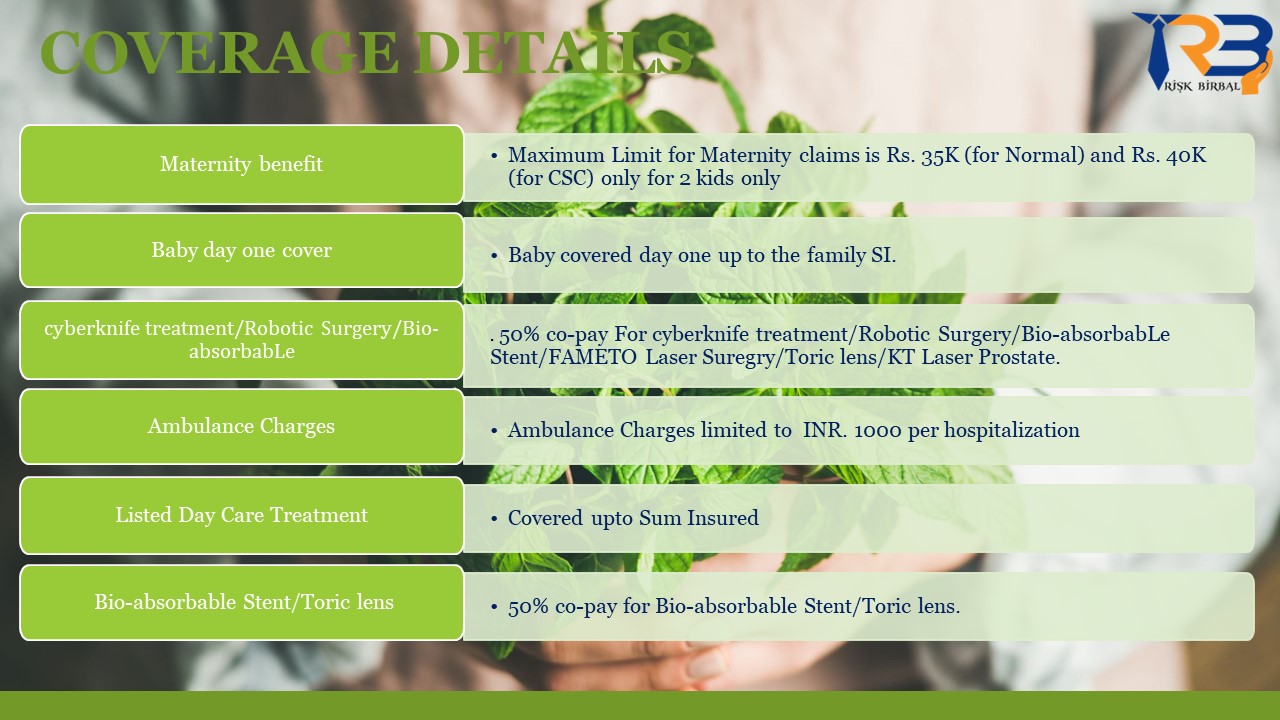 COVERAGE DETAILS
RB
RİŞK BİRBAL
Maternity benefit
• Maximum Limit for Maternity claims is Rs. 35K (for Normal) and Rs. 40K
(for CSC) only for 2 kids only
Baby day one cover
• Baby covered day one up to the family SI.
cyberknife treatment/Robotic Surgery/Bio-
absorbabLe
. 50% co-pay For cyberknife treatment/Robotic Surgery/Bio-absorbabLe
Stent/FAMETO Laser Suregry/Toric lens/KT Laser Prostate.
Ambulance Charges
• Ambulance Charges limited to INR. 1000 per hospitalization
Listed Day Care Treatment
• Covered upto Sum Insured
Bio-absorbable Stent/Toric lens
• 50% co-pay for Bio-absorbable Stent/Toric lens.